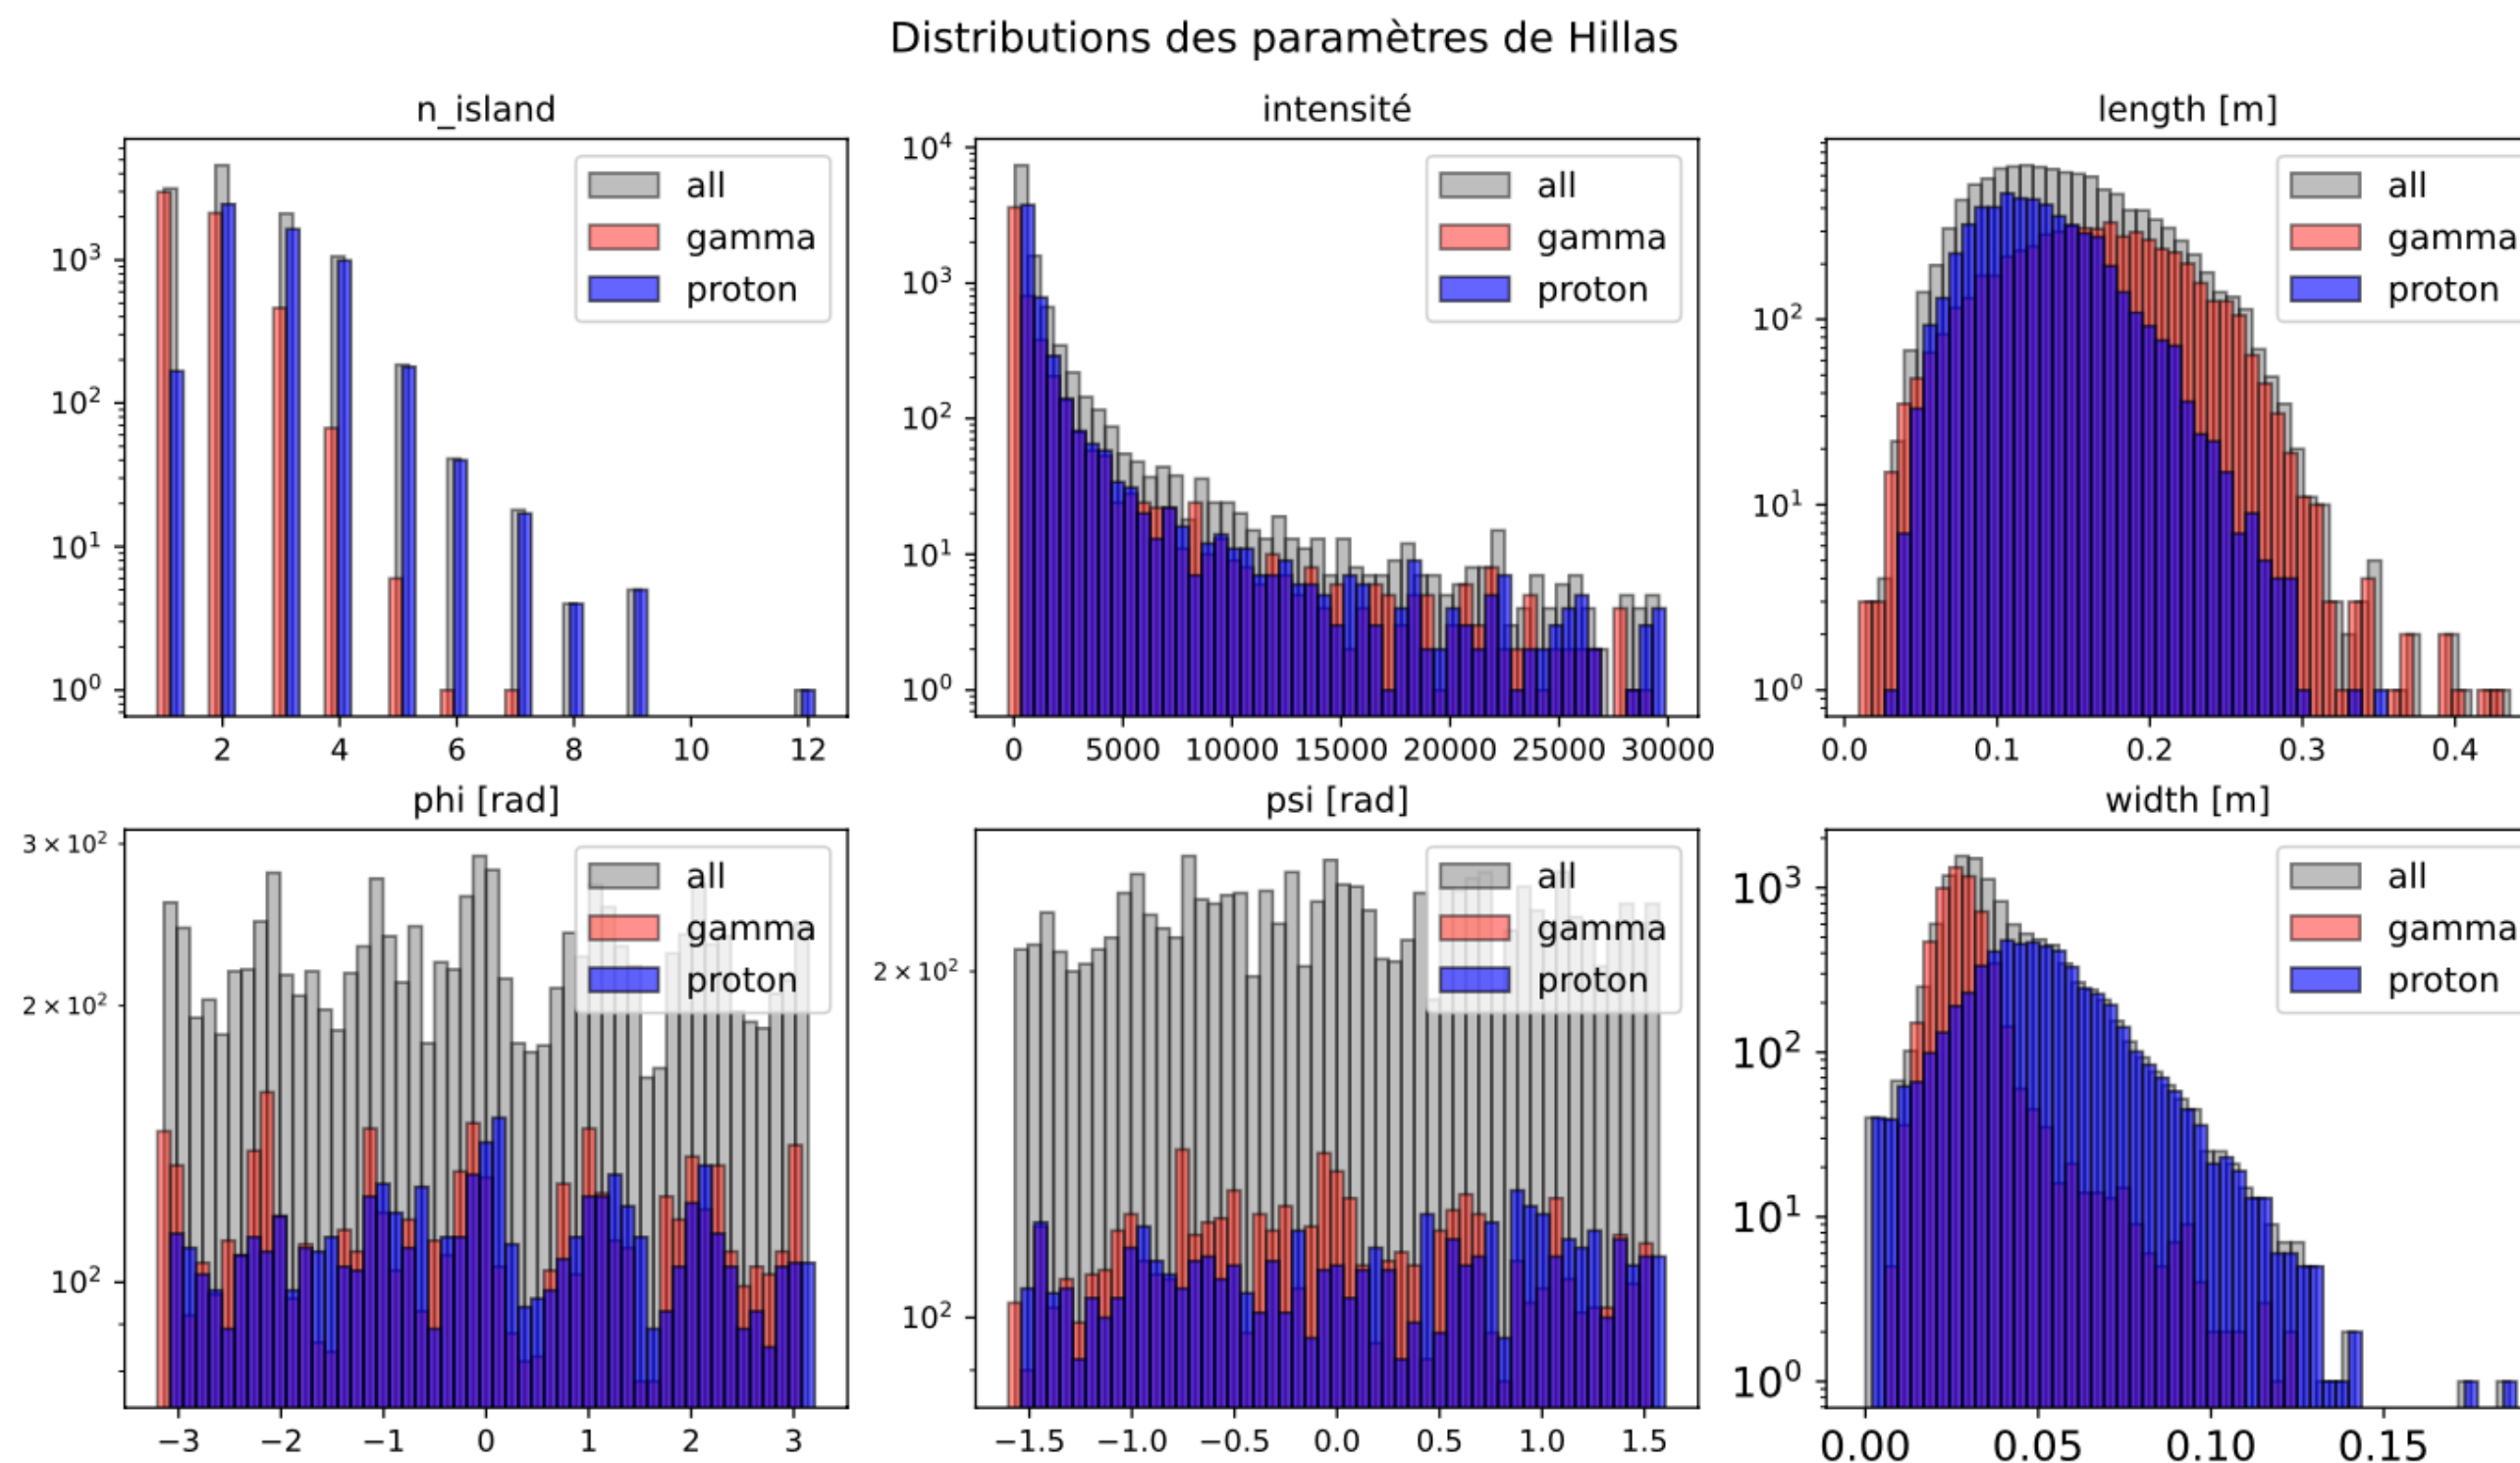 Distributions des paramètres de Hillas
n_island
10³
10²
10¹
10⁰
2 4 6 8 10 12
all
gamma
proton
intensité
10⁴
10³
10²
10¹
10⁰
0 5000 10000 15000 20000 25000 30000
all
gamma
proton
length [m]
10²
10¹
10⁰
0.0 0.1 0.2 0.3 0.4
all
gamma
proton
phi [rad]
3 × 10²
2 × 10²
10²
−3 −2 −1 0 1 2 3
all
gamma
proton
psi [rad]
2 × 10²
10²
−1.5 −1.0 −0.5 0.0 0.5 1.0 1.5
all
gamma
proton
width [m]
10³
10²
10¹
10⁰
0.00 0.05 0.10 0.15
all
gamma
proton